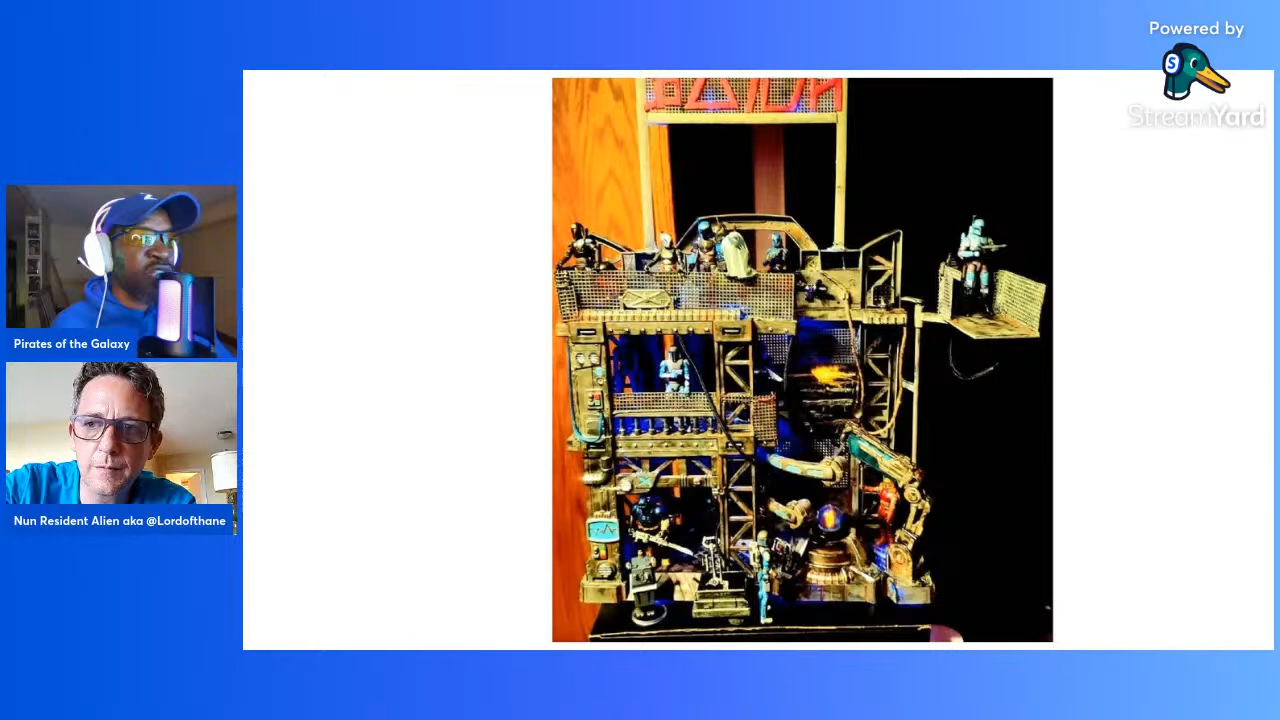 Powered by
S
StreamYard
Pirates of the Galaxy
Nun Resident Alien aka @Lordofthane